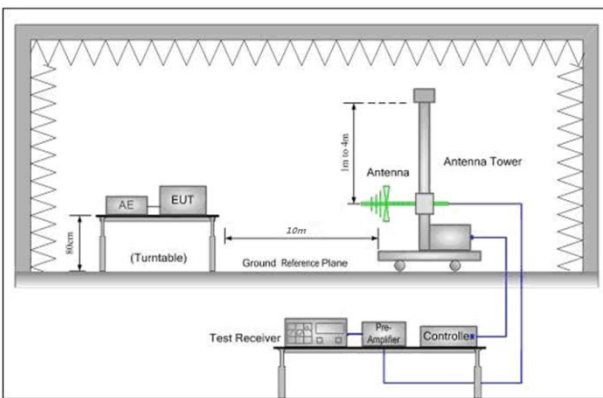 1m to 4m
Antenna
Antenna Tower
AE
EUT
80cm
(Turntable)
10m
Ground Reference Plane
Test Receiver
Pre-
Amplifier
Controller